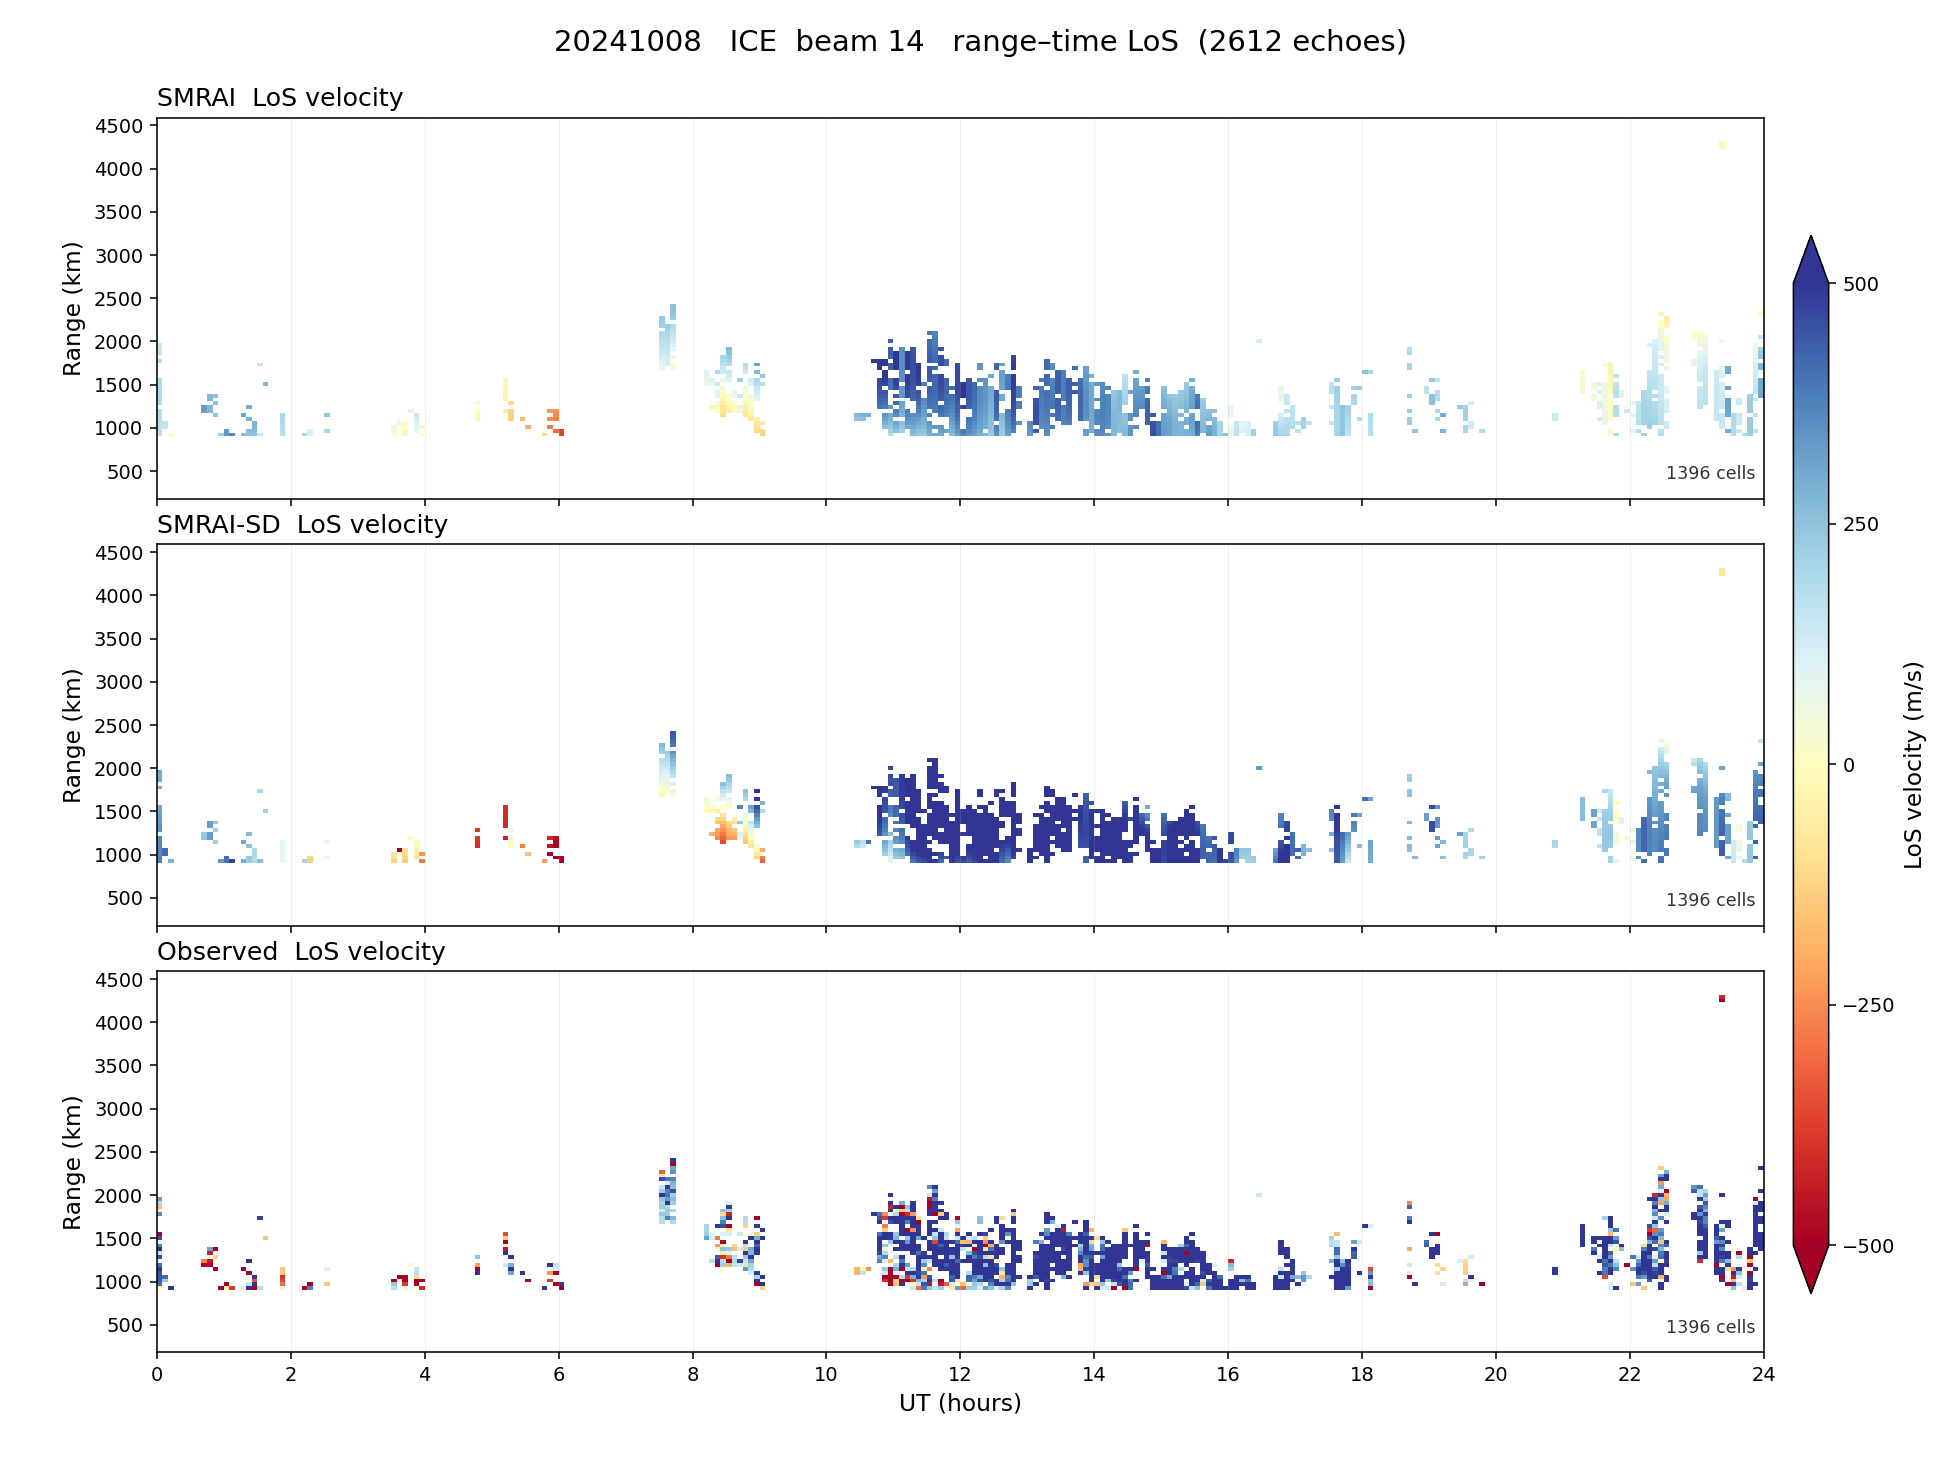 20241008   ICE  beam 14   range–time LoS  (2612 echoes)
SMRAI  LoS velocity
4500
4000
3500
3000
2500
2000
1500
1000
500
Range (km)
1396 cells
SMRAI-SD  LoS velocity
4500
4000
3500
3000
2500
2000
1500
1000
500
Range (km)
1396 cells
Observed  LoS velocity
4500
4000
3500
3000
2500
2000
1500
1000
500
Range (km)
1396 cells
0 2 4 6 8 10 12 14 16 18 20 22 24
UT (hours)
500
250
0
−250
−500
LoS velocity (m/s)